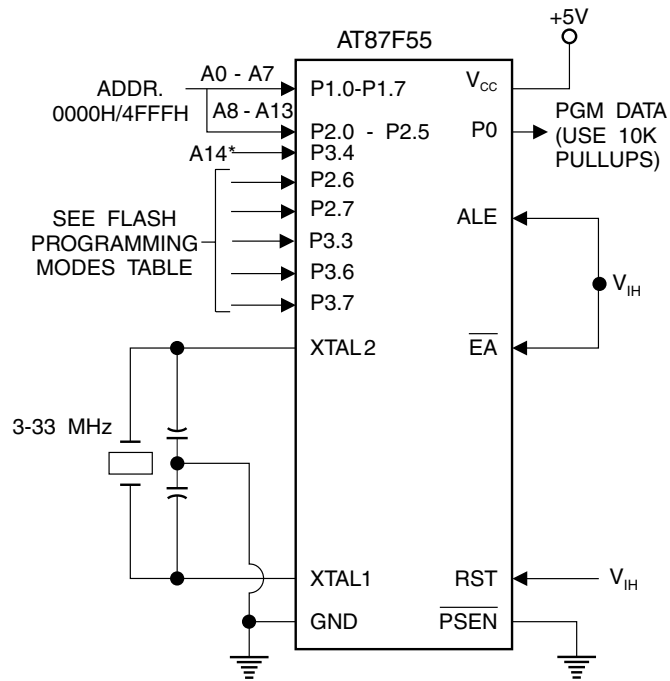 AT87F55
+5V
ADDR.
0000H/4FFFH
A0 - A7
A8 - A13
A14*
SEE FLASH
PROGRAMMING
MODES TABLE
3-33 MHz
P1.0-P1.7
P2.0 - P2.5
P3.4
P2.6
P2.7
P3.3
P3.6
P3.7
XTAL2
XTAL1
GND
VCC
P0
ALE
EA
RST
PSEN
PGM DATA
(USE 10K
PULLUPS)
VIH
VIH